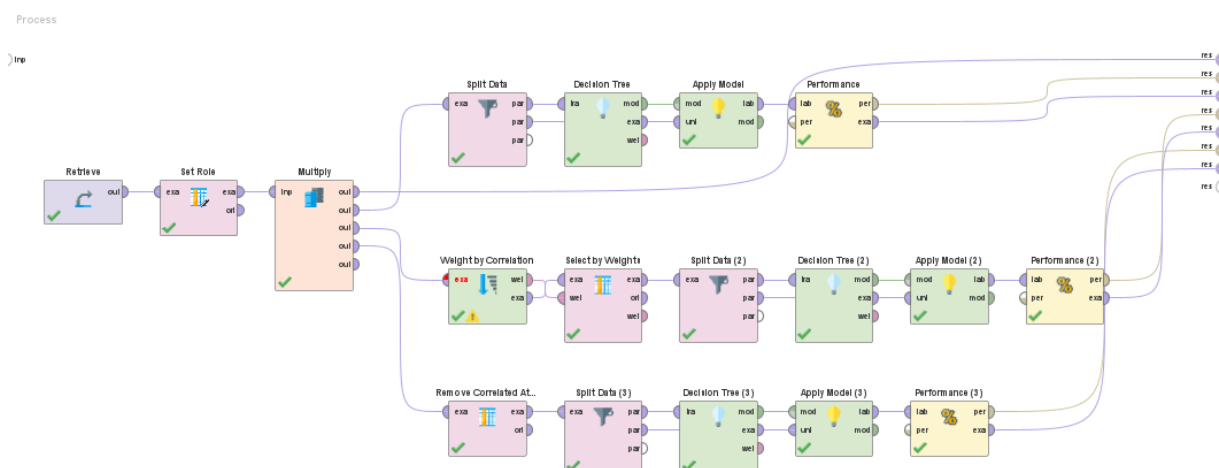 Process
Inp
res
res
res
res
res
res
res
res
Split Data
exa par
par
par
Decision Tree
tra mod
exa
wei
Apply Model
mod lab
unl mod
Performance
lab per
per exa
Retrieve
out
Set Role
exa exa
ori
Multiply
inp out
out
out
out
out
Weight by Correlation
exa wei
exa
Select by Weights
exa exa
wei ori
wei
Split Data (2)
exa par
par
par
Decision Tree (2)
tra mod
exa
wei
Apply Model (2)
mod lab
unl mod
Performance (2)
lab per
per exa
Remove Correlated At...
exa exa
ori
Split Data (3)
exa par
par
par
Decision Tree (3)
tra mod
exa
wei
Apply Model (3)
mod lab
unl mod
Performance (3)
lab per
per exa